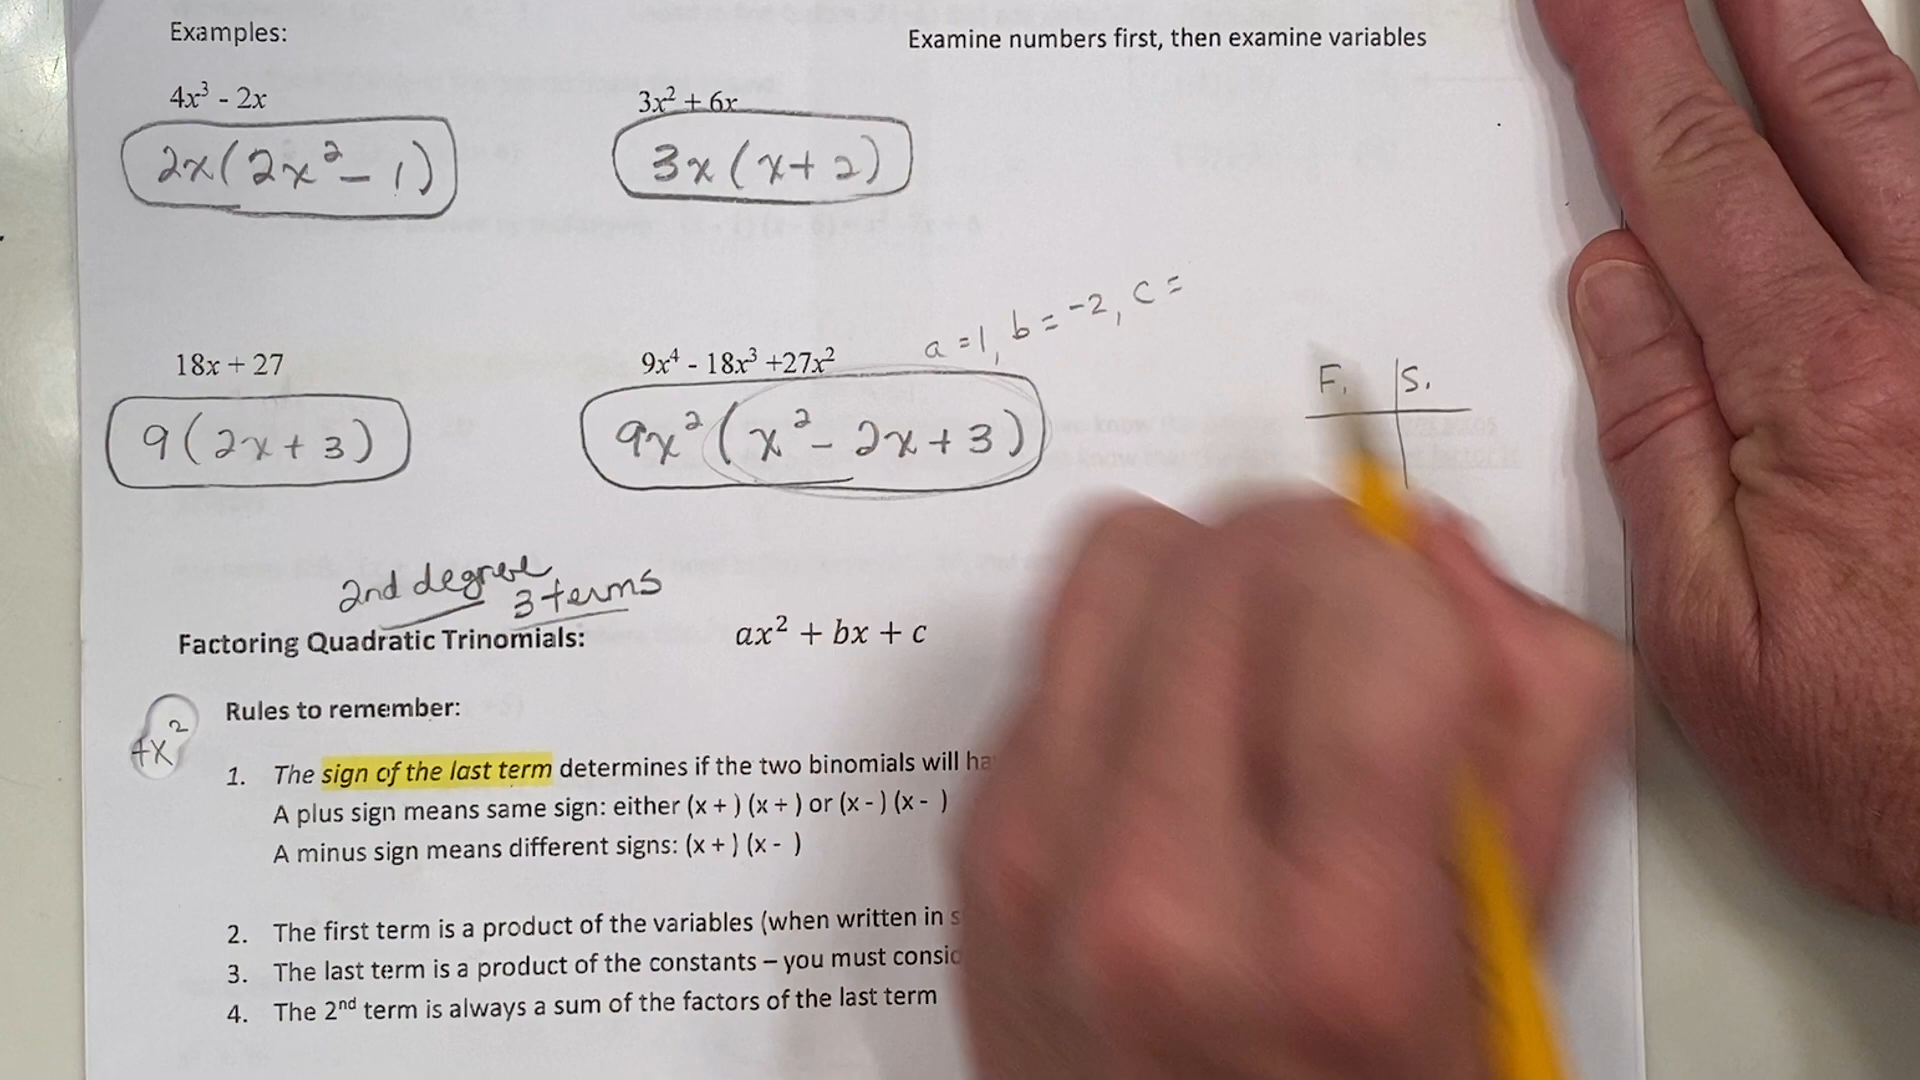 Examples:
Examine numbers first, then examine variables
4x³ - 2x
3x² + 6x
2x(2x² - 1)
3x(x+2)
a=1, b=-2, c=
18x + 27
9x⁴ - 18x³ +27x²
F. | S.
9(2x+3)
9x²(x²-2x+3)
2nd degree
3 terms
Factoring Quadratic Trinomials:
ax² + bx + c
Rules to remember:
+x²
1. The sign of the last term determines if the two binomials will
A plus sign means same sign: either (x + ) (x + ) or (x - ) (x - )
A minus sign means different signs: (x + ) (x - )
2. The first term is a product of the variables (when written in
3. The last term is a product of the constants – you must
4. The 2nd term is always a sum of the factors of the last term